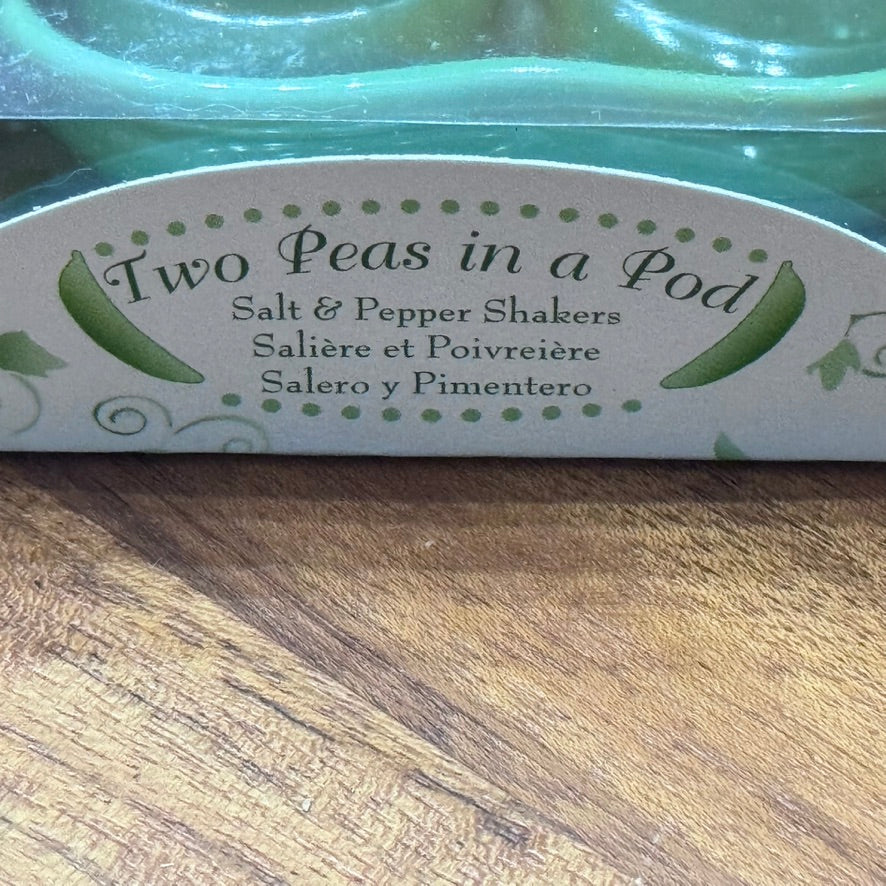 Two Peas in a Pod
Salt & Pepper Shakers
Salière et Poivreière
Salero y Pimentero